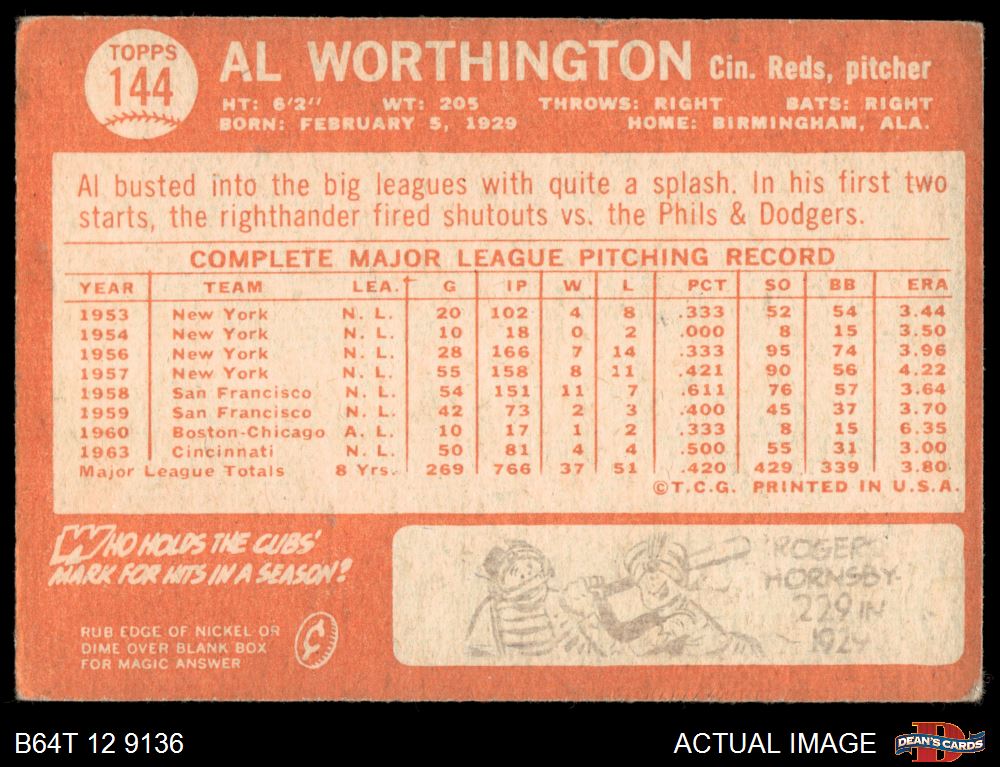 TOPPS
144
AL WORTHINGTON Cin. Reds, pitcher
HT: 6'2" WT: 205 THROWS: RIGHT BATS: RIGHT
BORN: FEBRUARY 5, 1929 HOME: BIRMINGHAM, ALA.
Al busted into the big leagues with quite a splash. In his first two
starts, the righthander fired shutouts vs. the Phils & Dodgers.
COMPLETE MAJOR LEAGUE PITCHING RECORD
YEAR TEAM LEA. G IP W L PCT SO BB ERA
1953 New York N. L. 20 102 4 8 .333 52 54 3.44
1954 New York N. L. 10 18 0 2 .000 8 15 3.50
1956 New York N. L. 28 166 7 14 .333 95 74 3.96
1957 New York N. L. 55 158 8 11 .421 90 56 4.22
1958 San Francisco N. L. 54 151 11 7 .611 76 57 3.64
1959 San Francisco N. L. 42 73 2 3 .400 45 37 3.70
1960 Boston-Chicago A. L. 10 17 1 2 .333 8 15 6.35
1963 Cincinnati N. L. 50 81 4 4 .500 55 31 3.00
Major League Totals 8 Yrs. 269 766 37 51 .420 429 339 3.80
©T.C.G. PRINTED IN U.S.A.
WHO HOLDS THE CUBS'
MARK FOR HITS IN A SEASON?
RUB EDGE OF NICKEL OR
DIME OVER BLANK BOX
FOR MAGIC ANSWER
ROGER
HORNSBY-
229 IN
1929
B64T 12 9136
ACTUAL IMAGE
D
DEAN'S CARDS